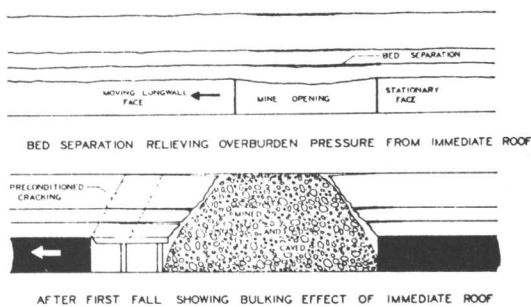 BED SEPARATION
MOVING LONGWALL
FACE
MINE OPENING
STATIONARY
FACE
BED SEPARATION RELIEVING OVERBURDEN PRESSURE FROM IMMEDIATE ROOF
PRECONDITIONED
CRACKING
MINED
AND
CAVED
AFTER FIRST FALL SHOWING BULKING EFFECT OF IMMEDIATE ROOF